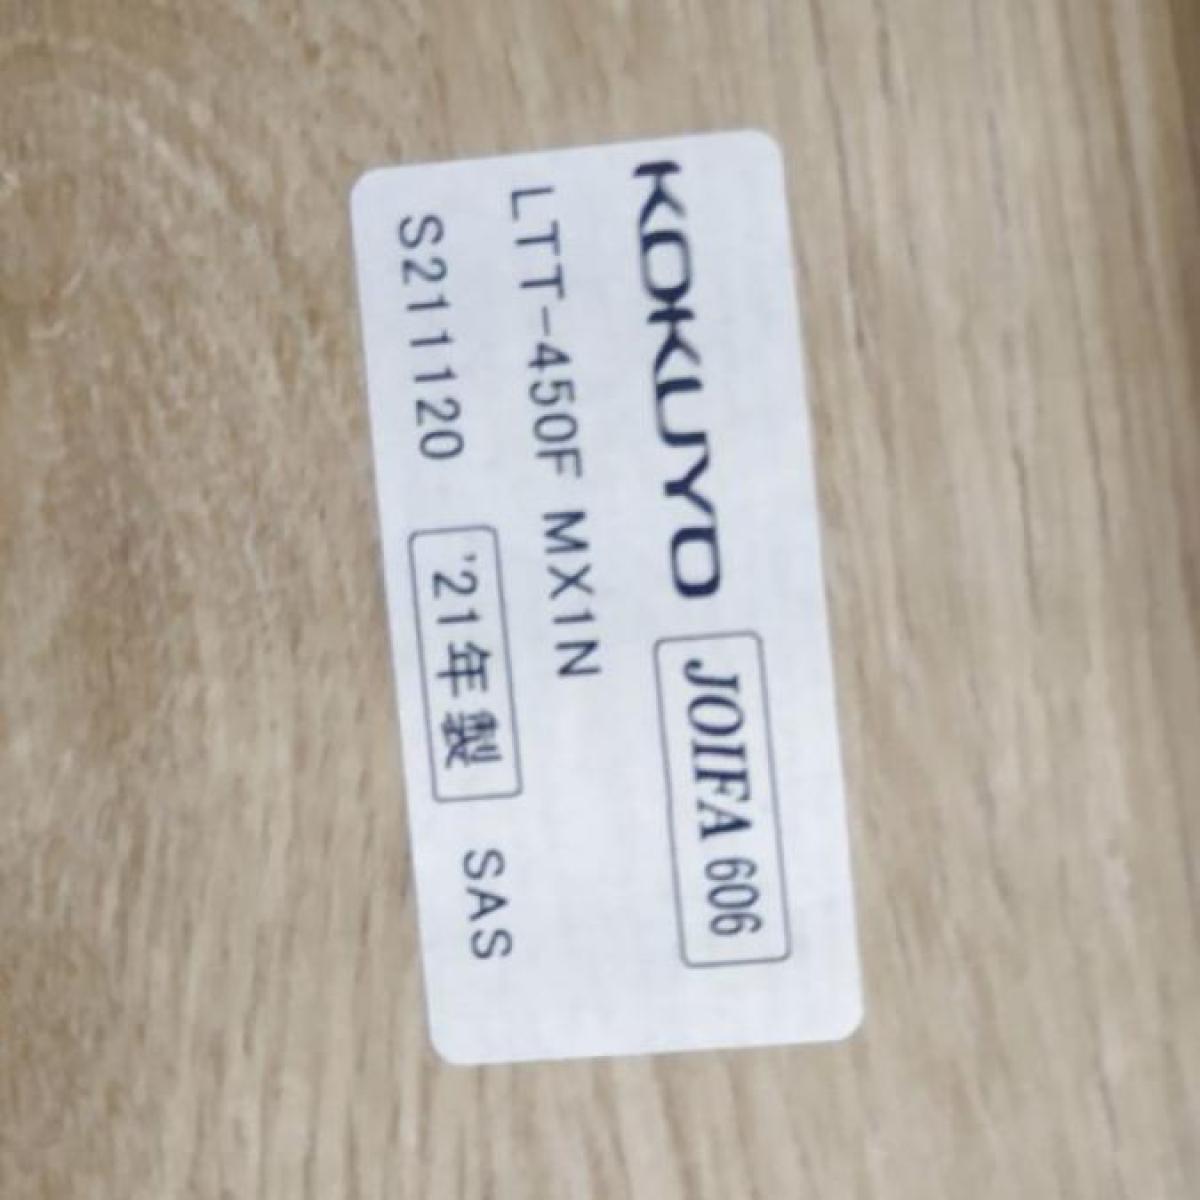 KOKUYO JOIFA 606
LTT-450F MX1N
S211120 '21年製 SAS